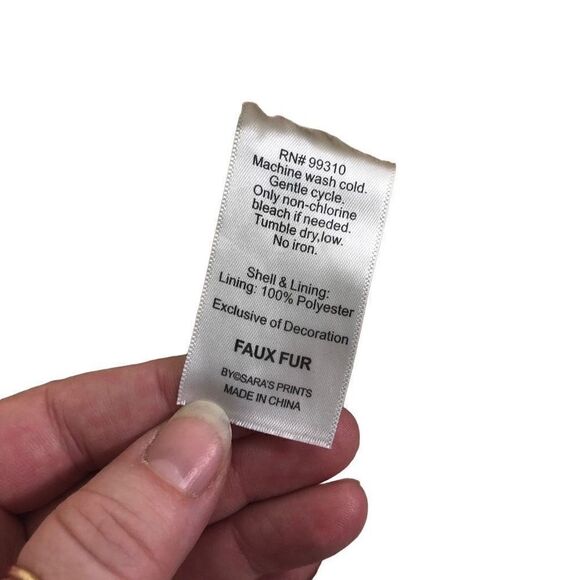 RN# 99310
Machine wash cold.
Gentle cycle.
Only non-chlorine
bleach if needed.
Tumble dry,low.
No iron.
Shell & Lining:
Lining: 100% Polyester
Exclusive of Decoration
FAUX FUR
BY©SARA'S PRINTS
MADE IN CHINA